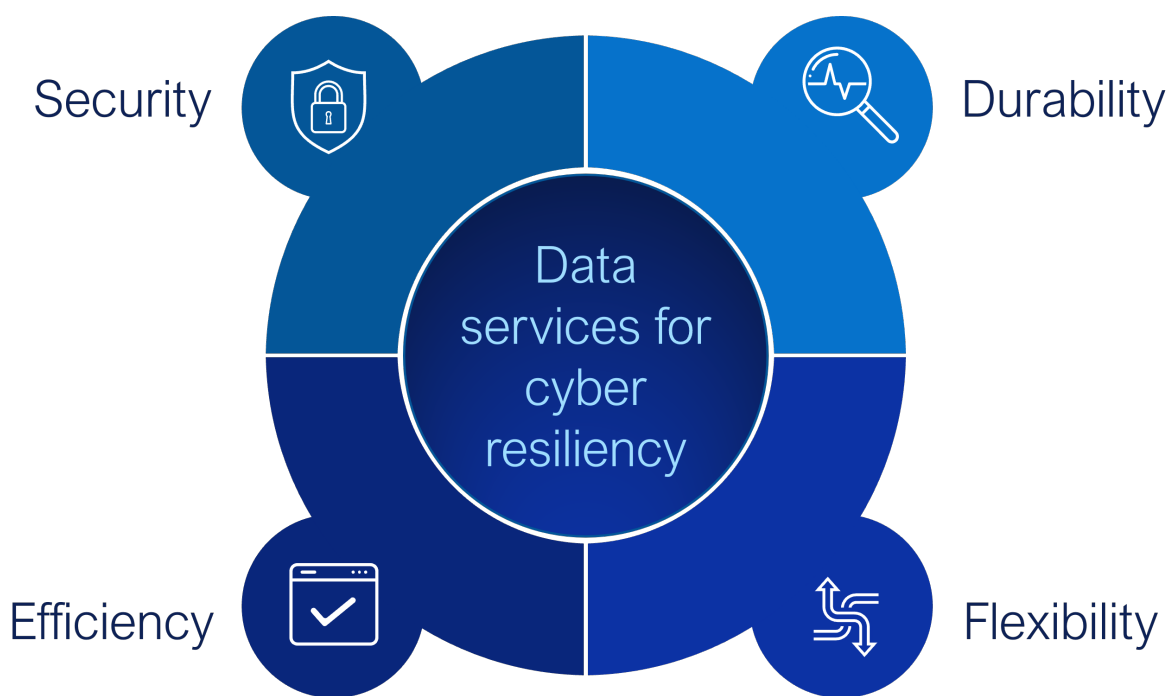 Security
Durability
Data
services for
cyber
resiliency
Efficiency
Flexibility